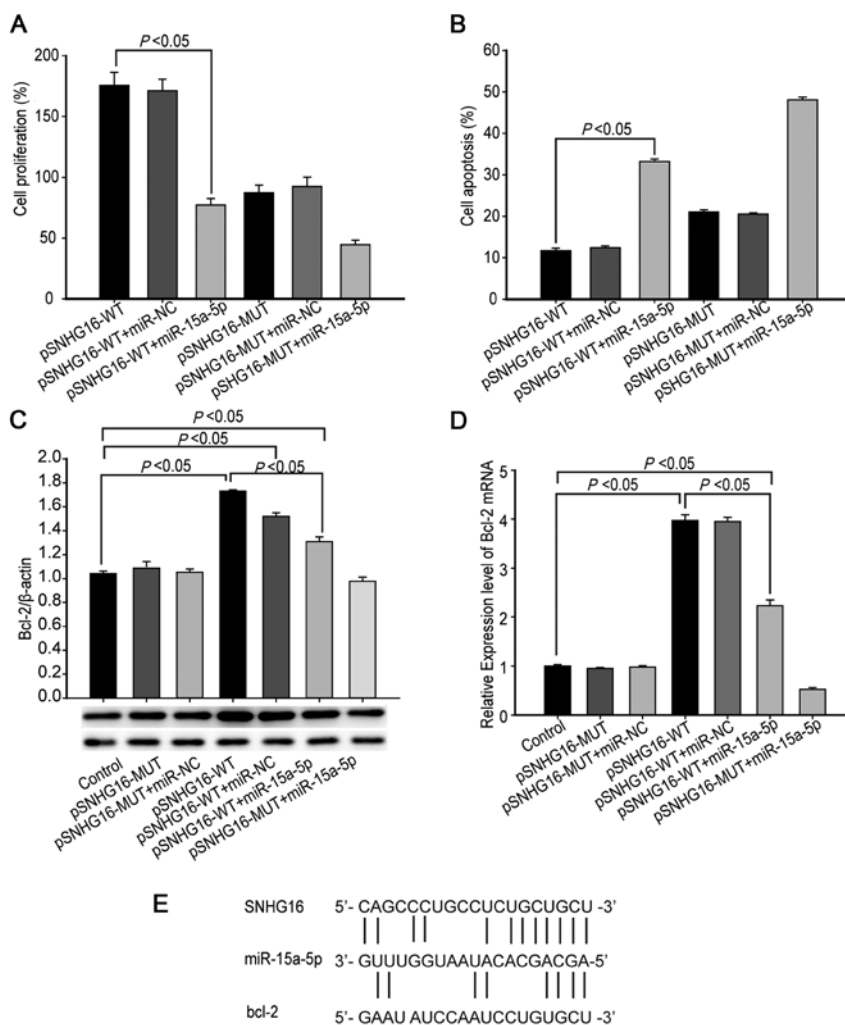 A
P <0.05
Cell proliferation (%)
200
150
100
50
0
pSNHG16-WT
pSNHG16-WT+miR-NC
pSNHG16-WT+miR-15a-5p
pSNHG16-MUT
pSNHG16-MUT+miR-NC
pSHG16-MUT+miR-15a-5p
B
P <0.05
Cell apoptosis (%)
60
50
40
30
20
10
0
pSNHG16-WT
pSNHG16-WT+miR-NC
pSNHG16-WT+miR-15a-5p
pSNHG16-MUT
pSNHG16-MUT+miR-NC
pSHG16-MUT+miR-15a-5p
C
P <0.05
P <0.05
P <0.05
P <0.05
Bcl-2/β-actin
1.8
1.6
1.4
1.2
1.0
0.8
0.6
0.4
0.2
0.0
Control
pSNHG16-MUT
pSNHG16-MUT+miR-NC
pSNHG16-WT
pSNHG16-WT+miR-NC
pSNHG16-WT+miR-15a-5p
pSNHG16-MUT+miR-15a-5p
D
P <0.05
P <0.05
P <0.05
Relative Expression level of Bcl-2 mRNA
5
4
3
2
1
0
Control
pSNHG16-MUT
pSNHG16-MUT+miR-NC
pSNHG16-WT
pSNHG16-WT+miR-NC
pSNHG16-WT+miR-15a-5p
pSNHG16-MUT+miR-15a-5p
E
SNHG16 5'- CAGCCCUGCCUCUGCUGCU -3'
miR-15a-5p 3'- GUUUGGUAAUACACGACGA-5'
bcl-2 5'- GAAUAUCCAAUCCUGUGCU -3'